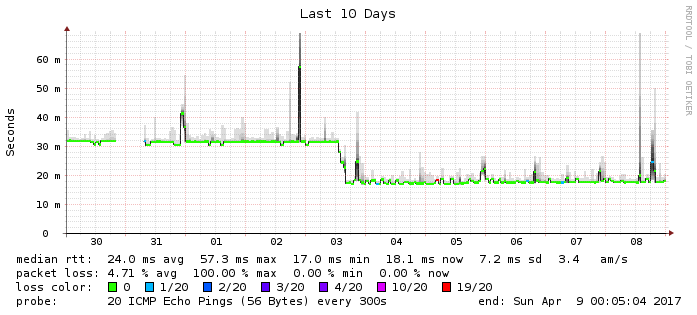 Last 10 Days
RRDTOOL / TOBI OETIKER
Seconds
60 m
50 m
40 m
30 m
20 m
10 m
0
30 31 01 02 03 04 05 06 07 08
median rtt: 24.0 ms avg 57.3 ms max 17.0 ms min 18.1 ms now 7.2 ms sd 3.4 am/s
packet loss: 4.71 % avg 100.00 % max 0.00 % min 0.00 % now
loss color: 0 1/20 2/20 3/20 4/20 10/20 19/20
probe: 20 ICMP Echo Pings (56 Bytes) every 300s end: Sun Apr 9 00:05:04 2017